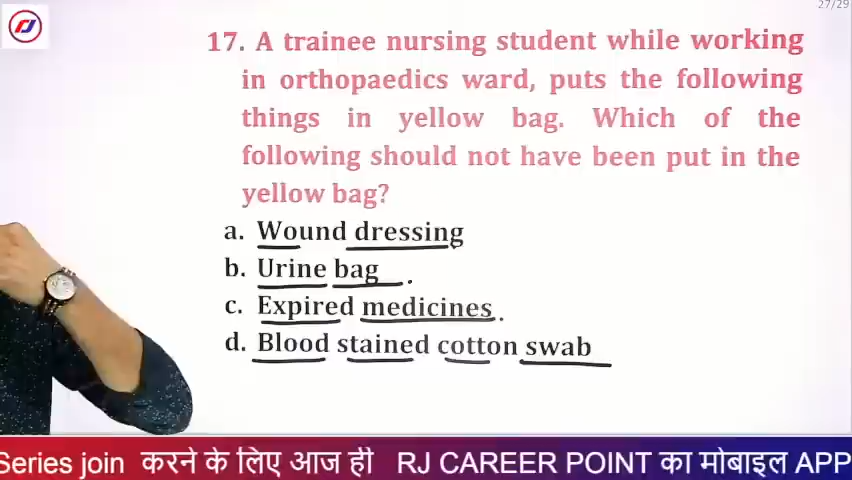 27/29
RJ
17. A trainee nursing student while working
in orthopaedics ward, puts the following
things in yellow bag. Which of the
following should not have been put in the
yellow bag?
a. Wound dressing
b. Urine bag
c. Expired medicines
d. Blood stained cotton swab
Series join करने के लिए आज ही RJ CAREER POINT का मोबाइल APP